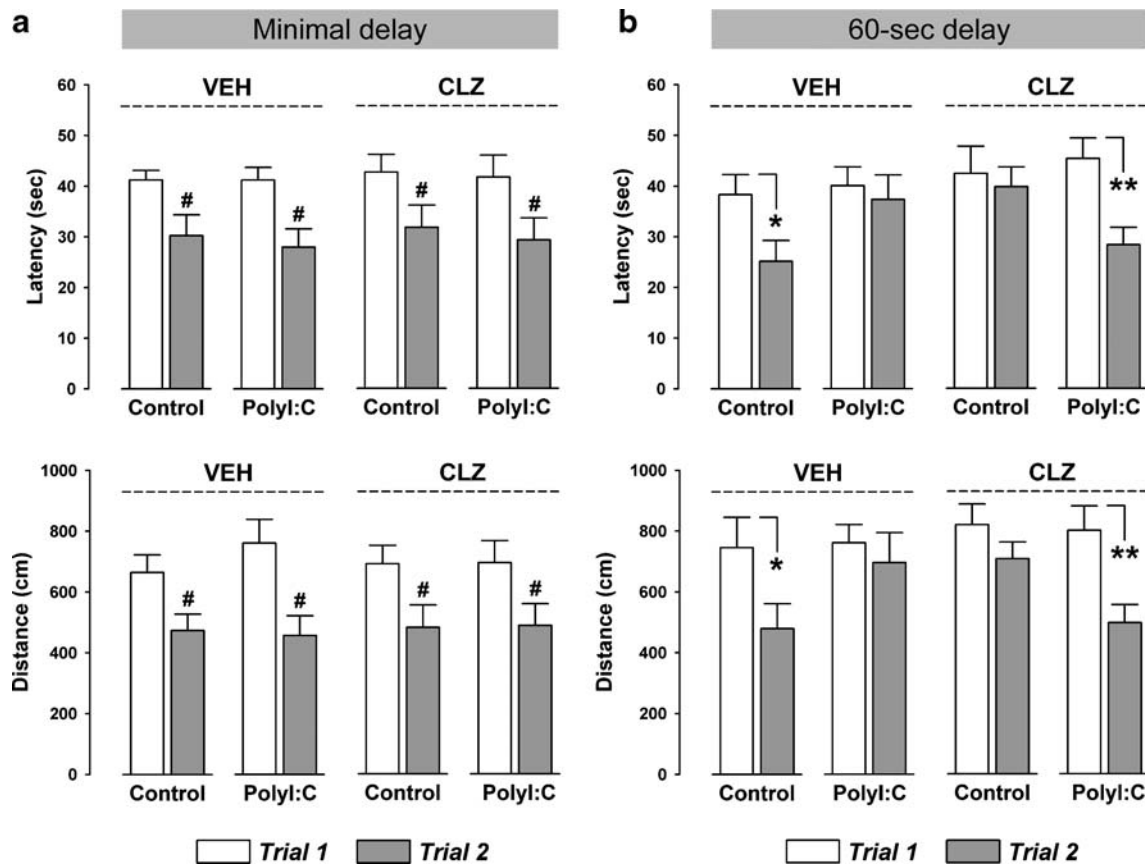 a Minimal delay
VEH CLZ
Latency (sec)
60
50
40
30
20
10
0
# # # #
Control PolyI:C Control PolyI:C
VEH CLZ
Distance (cm)
1000
800
600
400
200
0
# # # #
Control PolyI:C Control PolyI:C
Trial 1 Trial 2
b 60-sec delay
VEH CLZ
Latency (sec)
60
50
40
30
20
10
0
* **
Control PolyI:C Control PolyI:C
VEH CLZ
Distance (cm)
1000
800
600
400
200
0
* **
Control PolyI:C Control PolyI:C
Trial 1 Trial 2